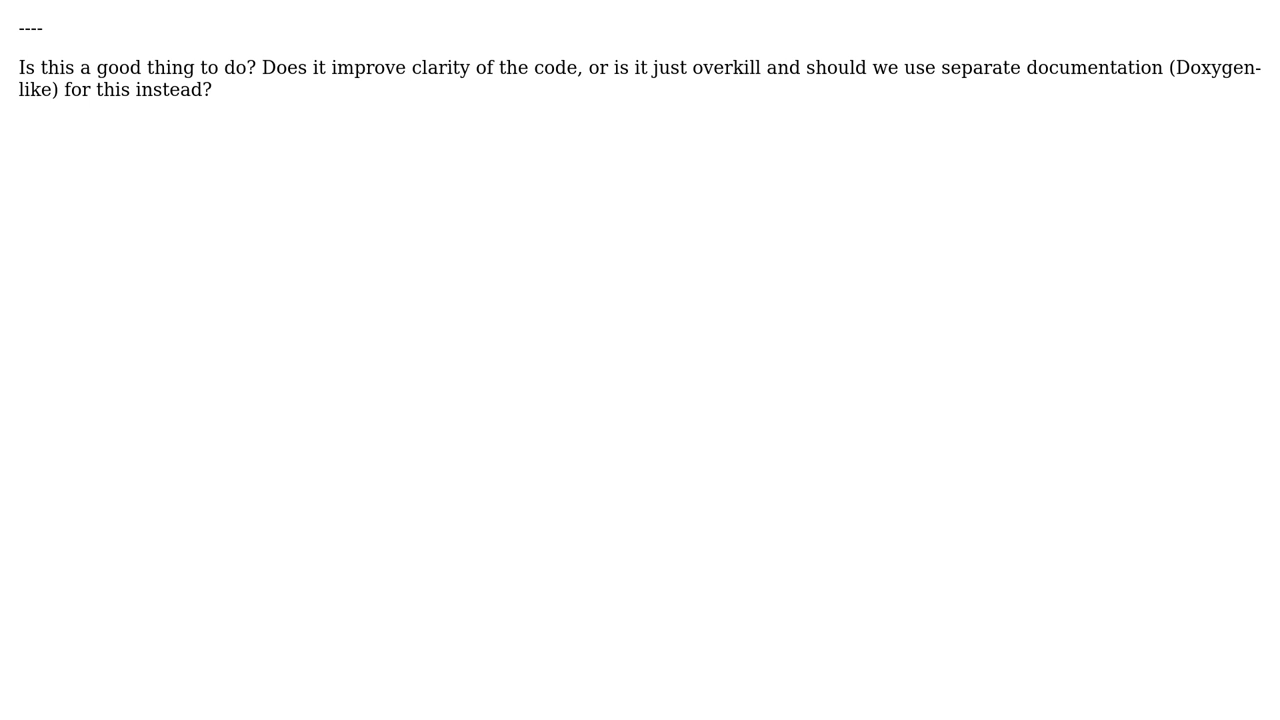 ----
Is this a good thing to do? Does it improve clarity of the code, or is it just overkill and should we use separate documentation (Doxygen-
like) for this instead?